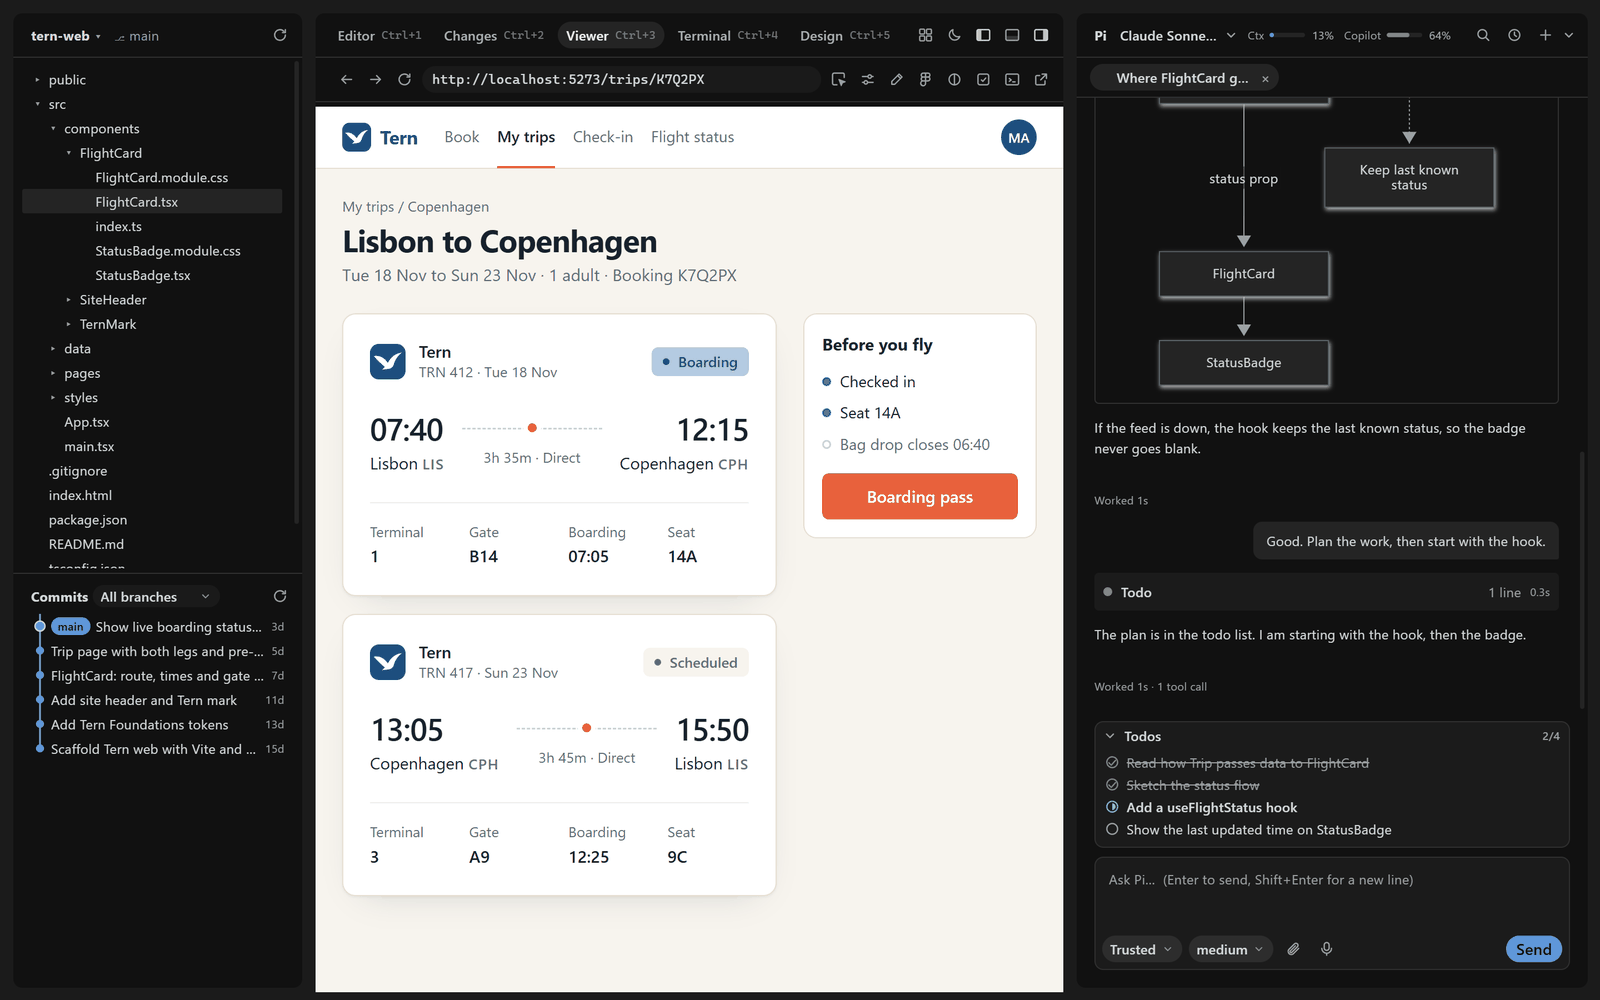 tern-web
main
public
src
components
FlightCard
FlightCard.module.css
FlightCard.tsx
index.ts
StatusBadge.module.css
StatusBadge.tsx
SiteHeader
TernMark
data
pages
styles
App.tsx
main.tsx
.gitignore
index.html
package.json
README.md
tsconfig.json
Commits All branches
main Show live boarding status... 3d
Trip page with both legs and pre-... 5d
FlightCard: route, times and gate ... 7d
Add site header and Tern mark 11d
Add Tern Foundations tokens 13d
Scaffold Tern web with Vite and ... 15d
Editor Ctrl+1 Changes Ctrl+2 Viewer Ctrl+3 Terminal Ctrl+4 Design Ctrl+5
http://localhost:5273/trips/K7Q2PX
Tern Book My trips Check-in Flight status MA
My trips / Copenhagen
Lisbon to Copenhagen
Tue 18 Nov to Sun 23 Nov · 1 adult · Booking K7Q2PX
Tern
TRN 412 · Tue 18 Nov
Boarding
07:40 12:15
Lisbon LIS 3h 35m · Direct Copenhagen CPH
Terminal Gate Boarding Seat
1 B14 07:05 14A
Tern
TRN 417 · Sun 23 Nov
Scheduled
13:05 15:50
Copenhagen CPH 3h 45m · Direct Lisbon LIS
Terminal Gate Boarding Seat
3 A9 12:25 9C
Before you fly
Checked in
Seat 14A
Bag drop closes 06:40
Boarding pass
Pi Claude Sonne... Ctx 13% Copilot 64%
Where FlightCard g... ×
status prop
Keep last known
status
FlightCard
StatusBadge
If the feed is down, the hook keeps the last known status, so the badge
never goes blank.
Worked 1s
Good. Plan the work, then start with the hook.
Todo 1 line 0.3s
The plan is in the todo list. I am starting with the hook, then the badge.
Worked 1s · 1 tool call
Todos 2/4
Read how Trip passes data to FlightCard
Sketch the status flow
Add a useFlightStatus hook
Show the last updated time on StatusBadge
Ask Pi... (Enter to send, Shift+Enter for a new line)
Trusted medium Send